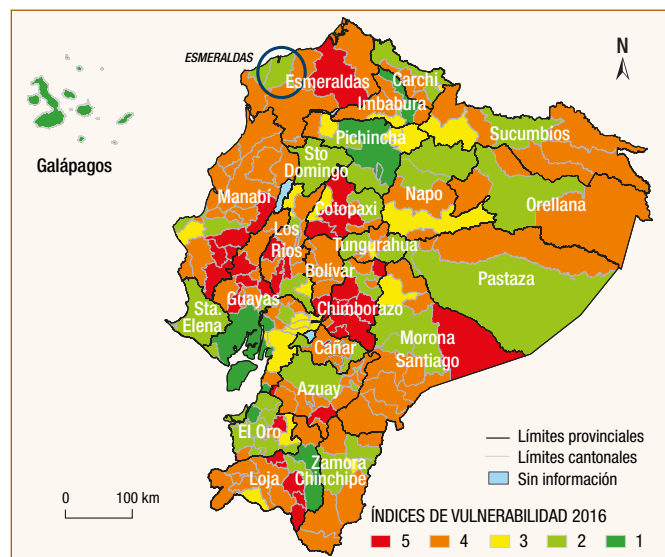 ESMERALDAS
N
Esmeraldas
Carchi
Imbabura
Galápagos
Pichincha
Sucumbíos
Sto
Domingo
Manabí
Napo
Orellana
Cotopaxi
Los
Ríos
Tungurahua
Bolívar
Pastaza
Guayas
Chimborazo
Sta.
Elena
Morona
Santiago
Cañar
Azuay
El Oro
Zamora
Chinchipe
Loja
Límites provinciales
Límites cantonales
Sin información
0 100 km
ÍNDICES DE VULNERABILIDAD 2016
5 4 3 2 1